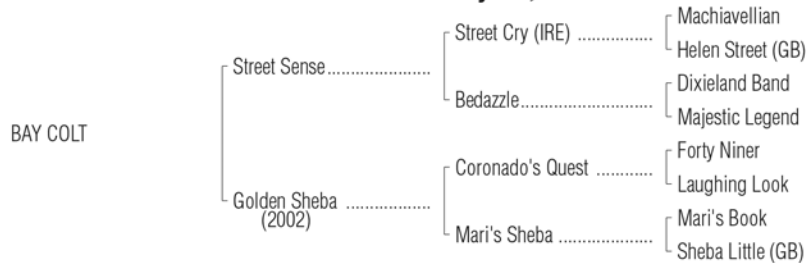 Machiavellian
Street Cry (IRE) ................
Helen Street (GB)
Street Sense......................
Dixieland Band
Bedazzle............................
Majestic Legend
BAY COLT
Forty Niner
Coronado's Quest ............
Laughing Look
Golden Sheba ..................
(2002)
Mari's Book
Mari's Sheba ....................
Sheba Little (GB)